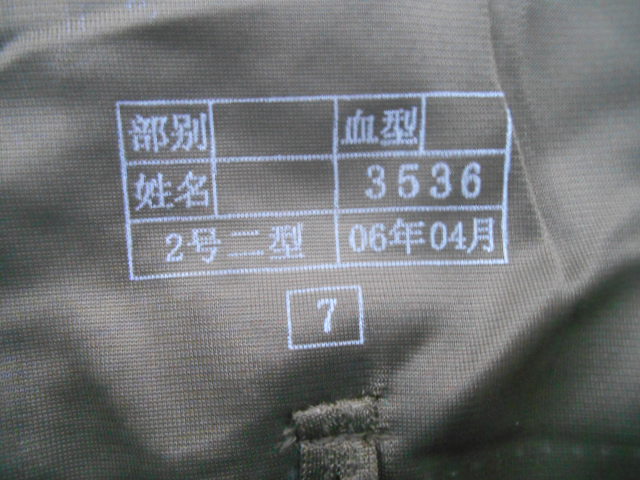 部别 血型
姓名 3536
2号二型 06年04月
7